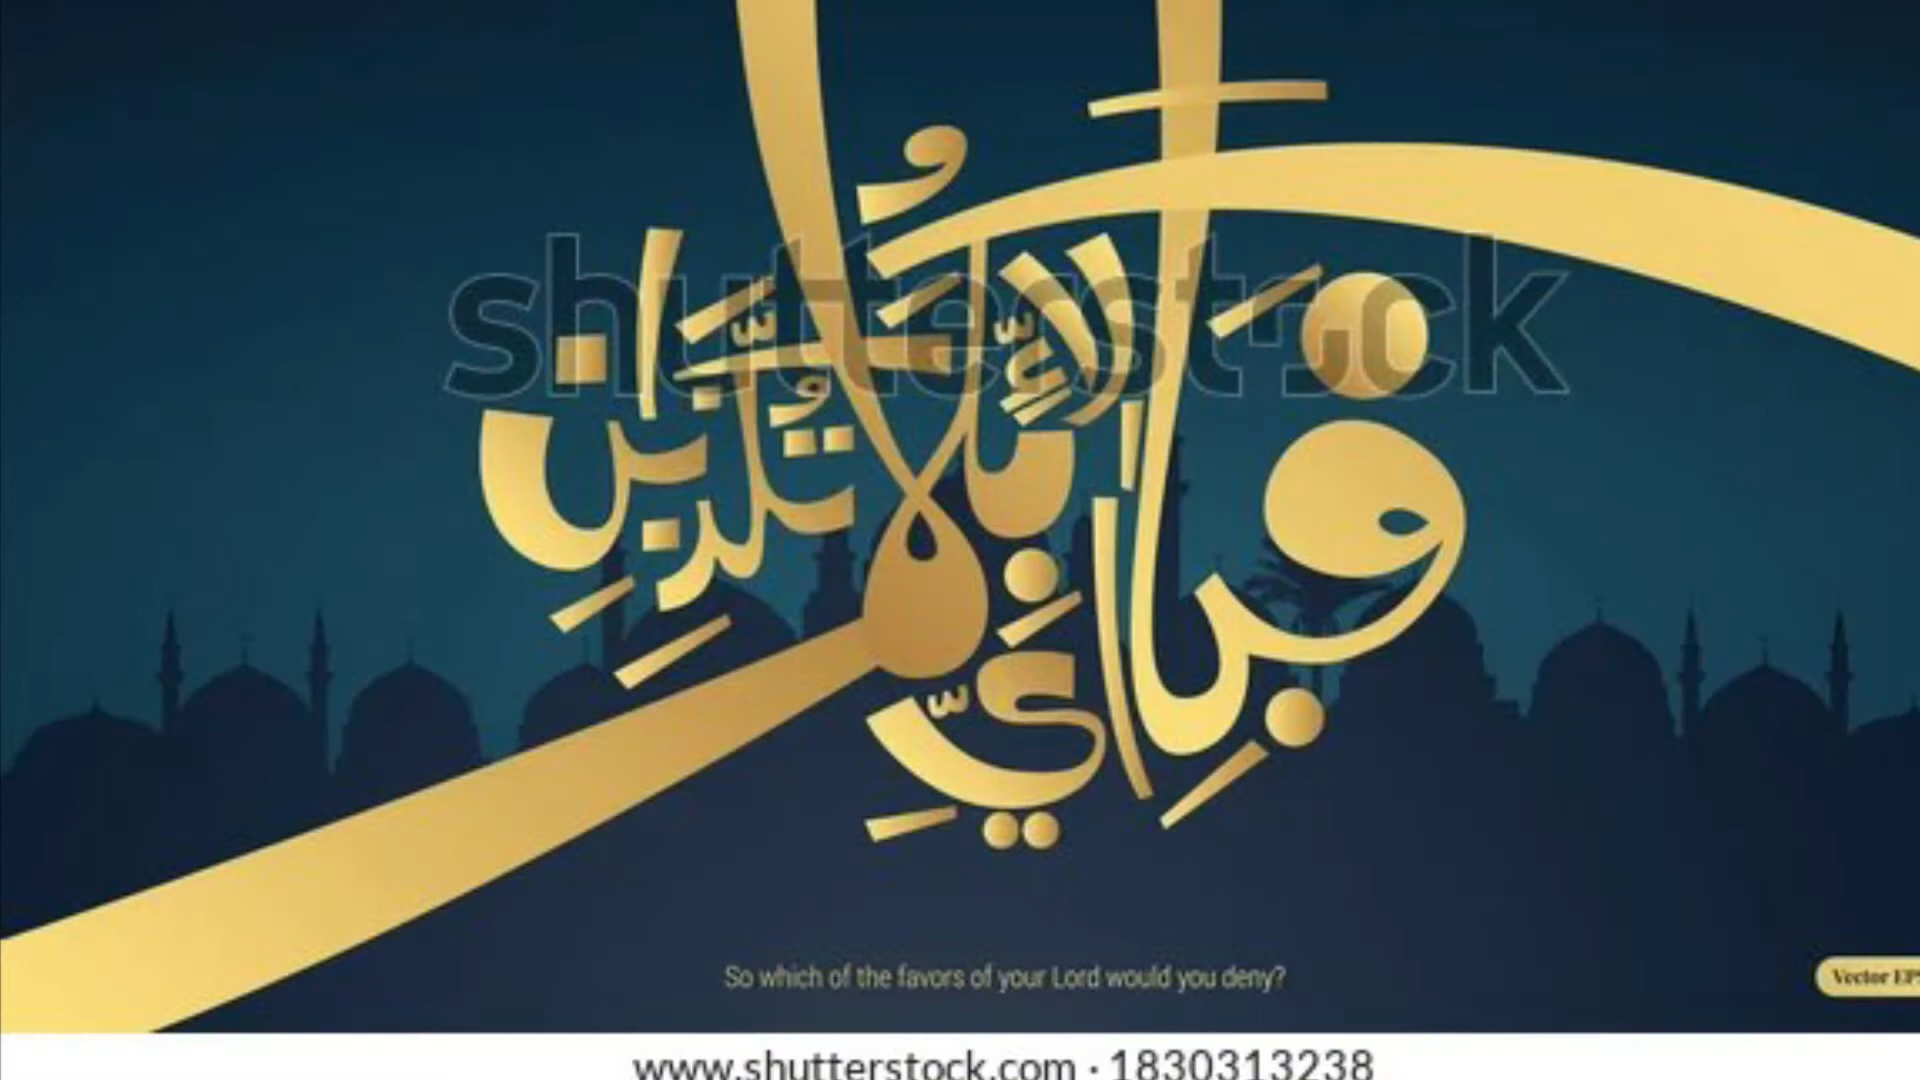 فَبِأَيِّ آلَاءِ رَبِّكُمَا تُكَذِّبَانِ
shutterstock
So which of the favors of your Lord would you deny?
Vector EPS
www.shutterstock.com · 1830313238